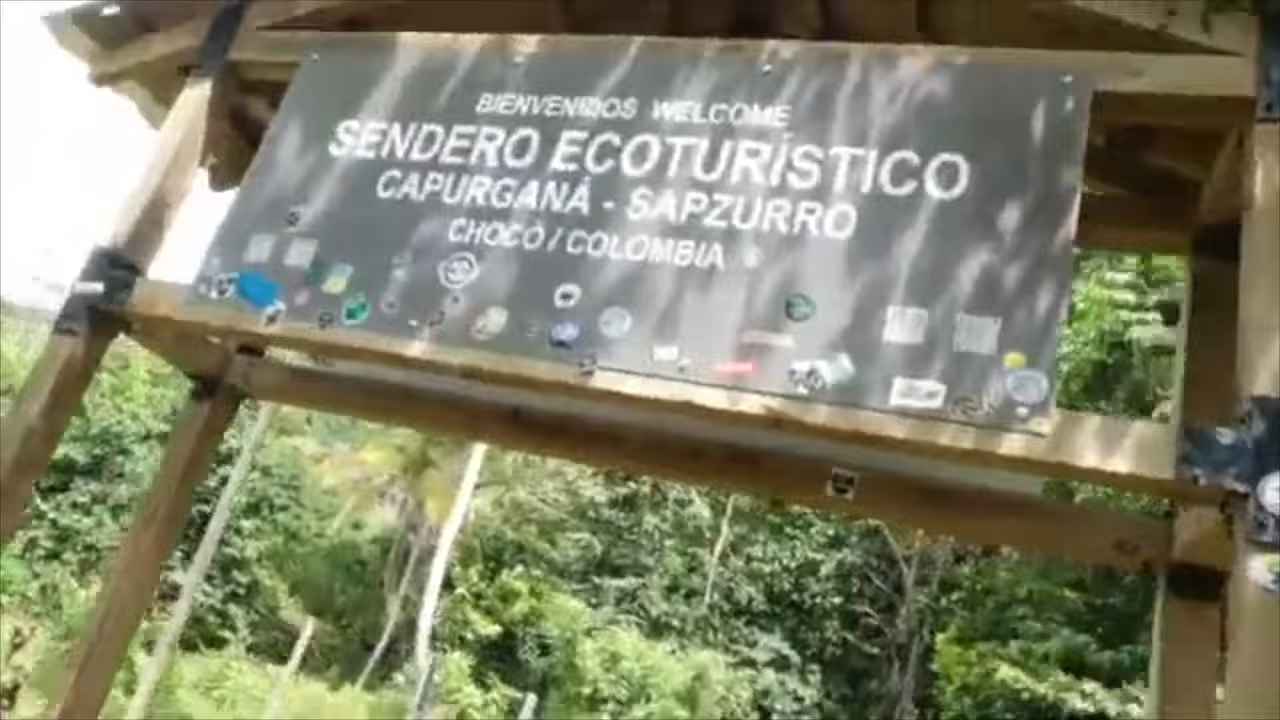 BIENVENIDOS WELCOME
SENDERO ECOTURÍSTICO
CAPURGANÁ - SAPZURRO
CHOCÓ / COLOMBIA